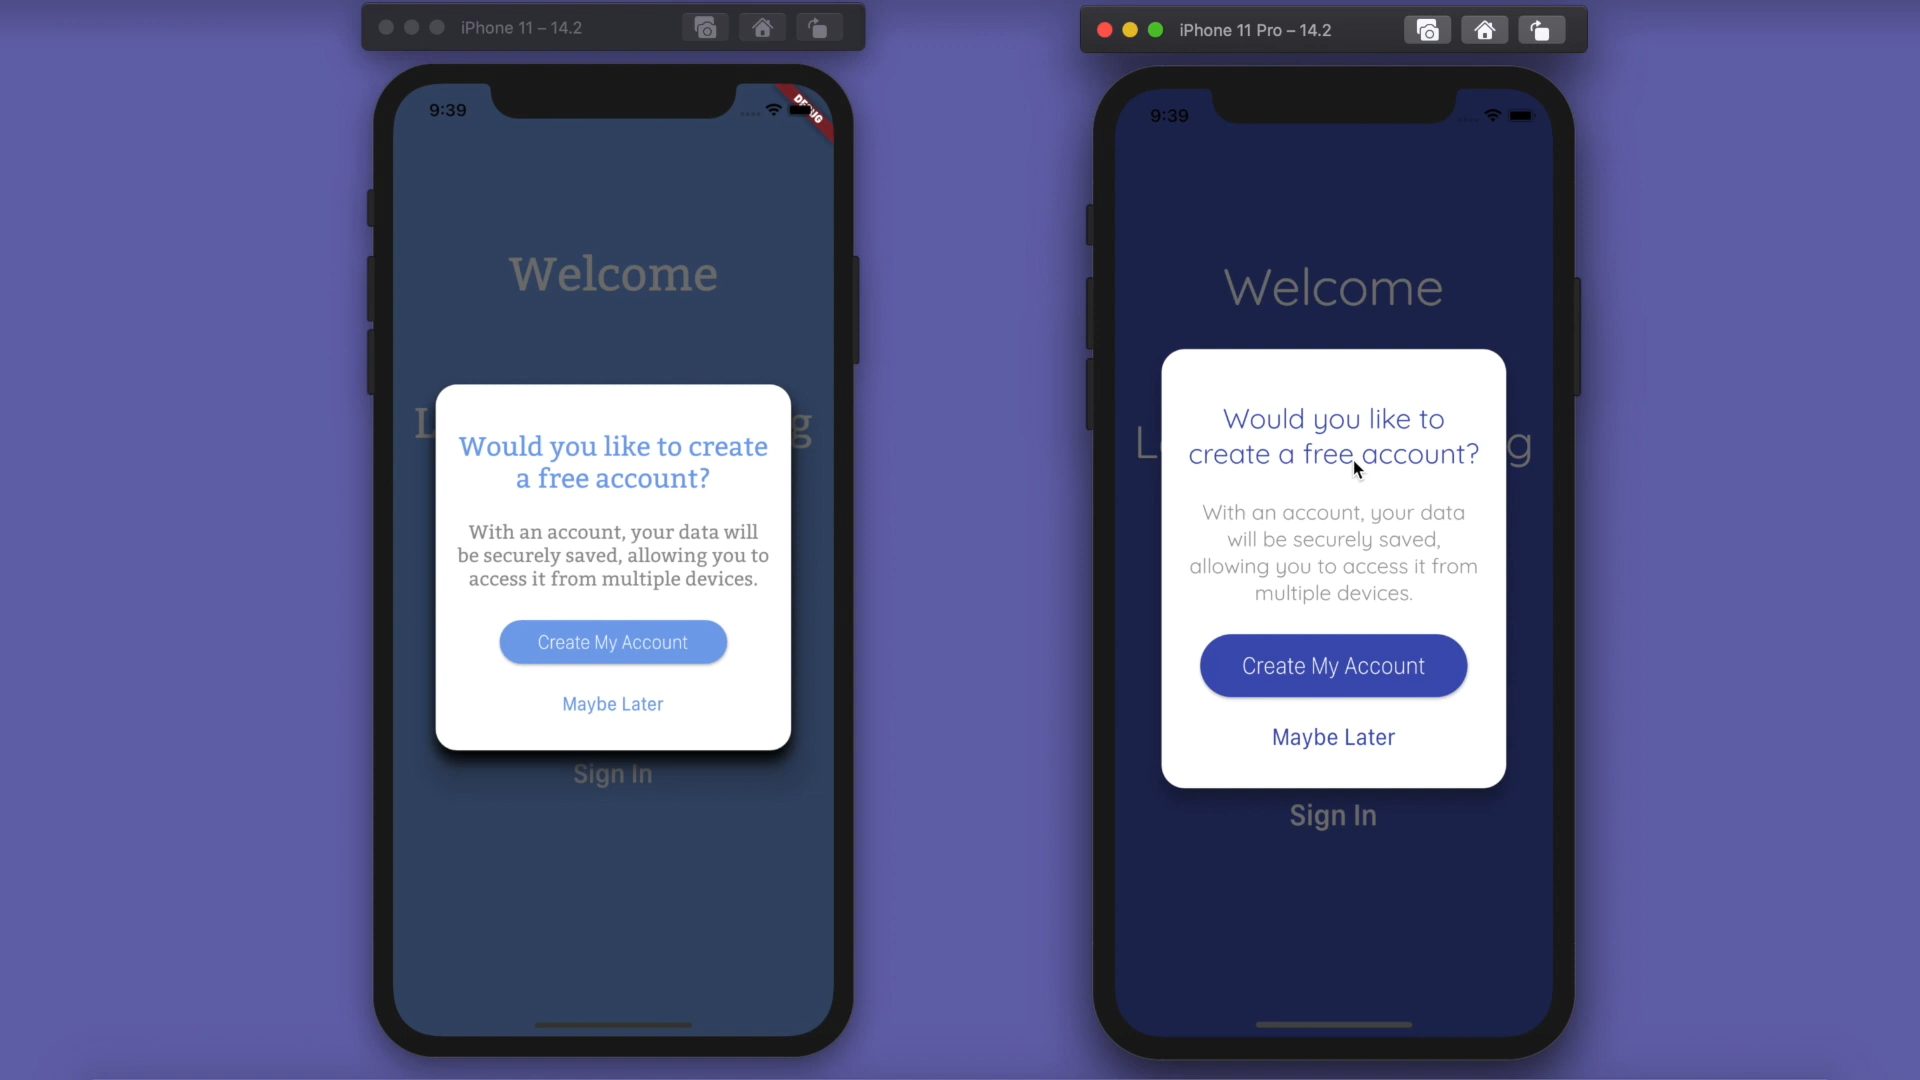 iPhone 11 – 14.2
9:39
DEBUG
Welcome
L
g
Would you like to create
a free account?
With an account, your data will
be securely saved, allowing you to
access it from multiple devices.
Create My Account
Maybe Later
Sign In
iPhone 11 Pro – 14.2
9:39
Welcome
L
g
Would you like to
create a free account?
With an account, your data
will be securely saved,
allowing you to access it from
multiple devices.
Create My Account
Maybe Later
Sign In